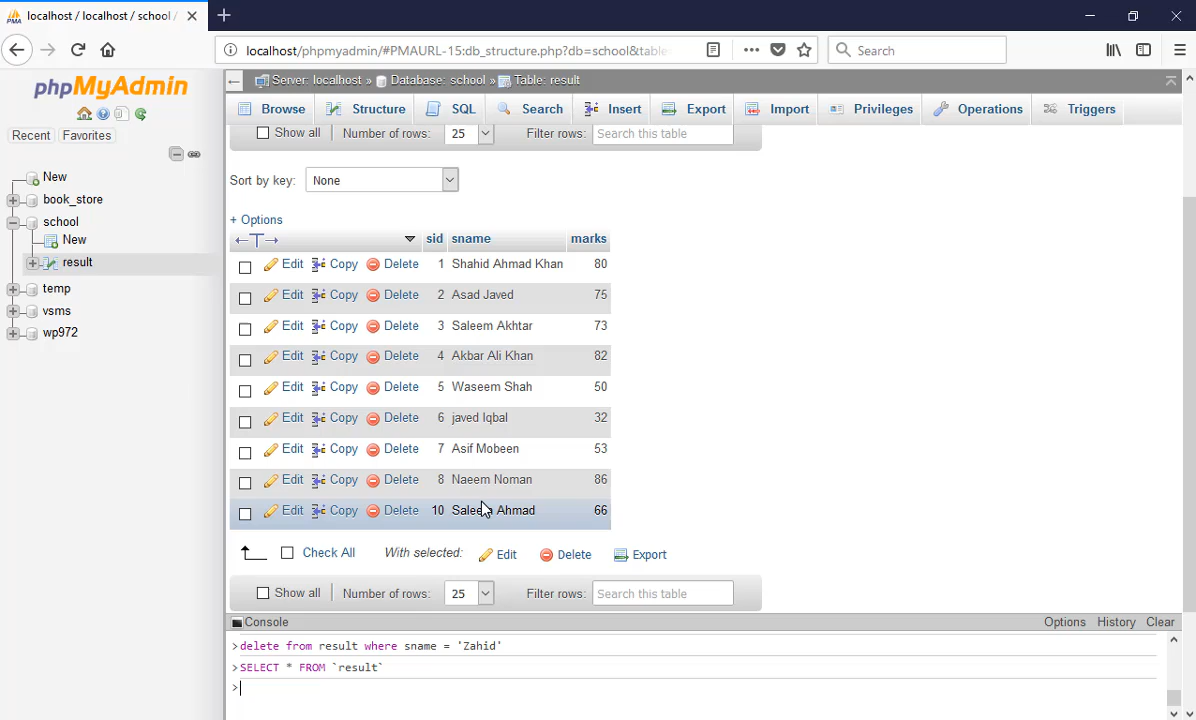 localhost / localhost / school /
localhost/phpmyadmin/#PMAURL-15:db_structure.php?db=school&table=
Search
phpMyAdmin
Recent
Favorites
New
book_store
school
New
result
temp
vsms
wp972
Server: localhost » Database: school » Table: result
Browse
Structure
SQL
Search
Insert
Export
Import
Privileges
Operations
Triggers
Show all
Number of rows:
25
Filter rows:
Search this table
Sort by key:
None
+ Options
sid sname marks
Edit Copy Delete 1 Shahid Ahmad Khan 80
Edit Copy Delete 2 Asad Javed 75
Edit Copy Delete 3 Saleem Akhtar 73
Edit Copy Delete 4 Akbar Ali Khan 82
Edit Copy Delete 5 Waseem Shah 50
Edit Copy Delete 6 javed Iqbal 32
Edit Copy Delete 7 Asif Mobeen 53
Edit Copy Delete 8 Naeem Noman 86
Edit Copy Delete 10 Saleem Ahmad 66
Check All With selected: Edit Delete Export
Show all
Number of rows:
25
Filter rows:
Search this table
Console
Options
History
Clear
>delete from result where sname = 'Zahid'
>SELECT * FROM `result`
>